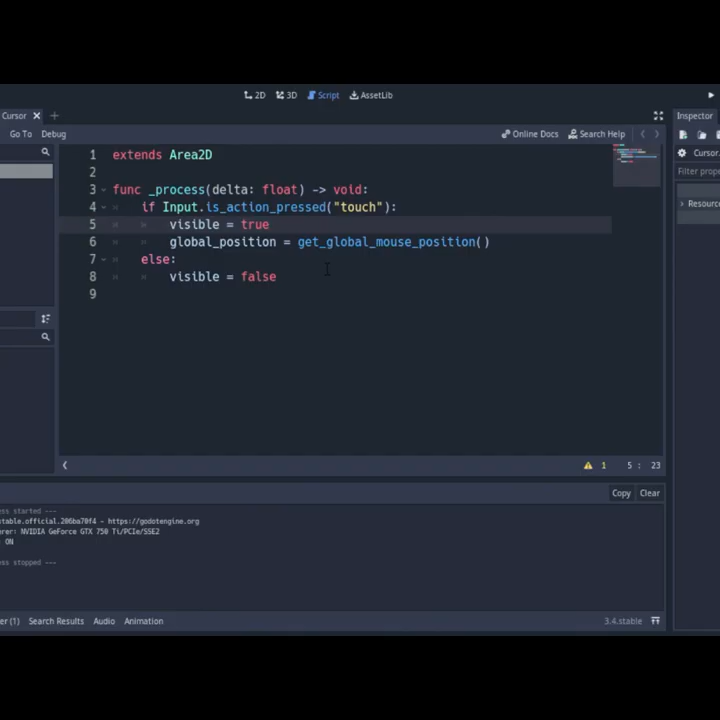 2D 3D Script AssetLib
Cursor
Inspector
Go To Debug Online Docs Search Help
Cursor
Filter prope
Resource
1 extends Area2D
2
3 func _process(delta: float) -> void:
4 if Input.is_action_pressed("touch"):
5 visible = true
6 global_position = get_global_mouse_position()
7 else:
8 visible = false
9
1 5 : 23
Copy Clear
ess started ---
table.official.206ba70f4 - https://godotengine.org
rer: NVIDIA GeForce GTX 750 Ti/PCIe/SSE2
ON
ess stopped ---
er (1) Search Results Audio Animation 3.4.stable